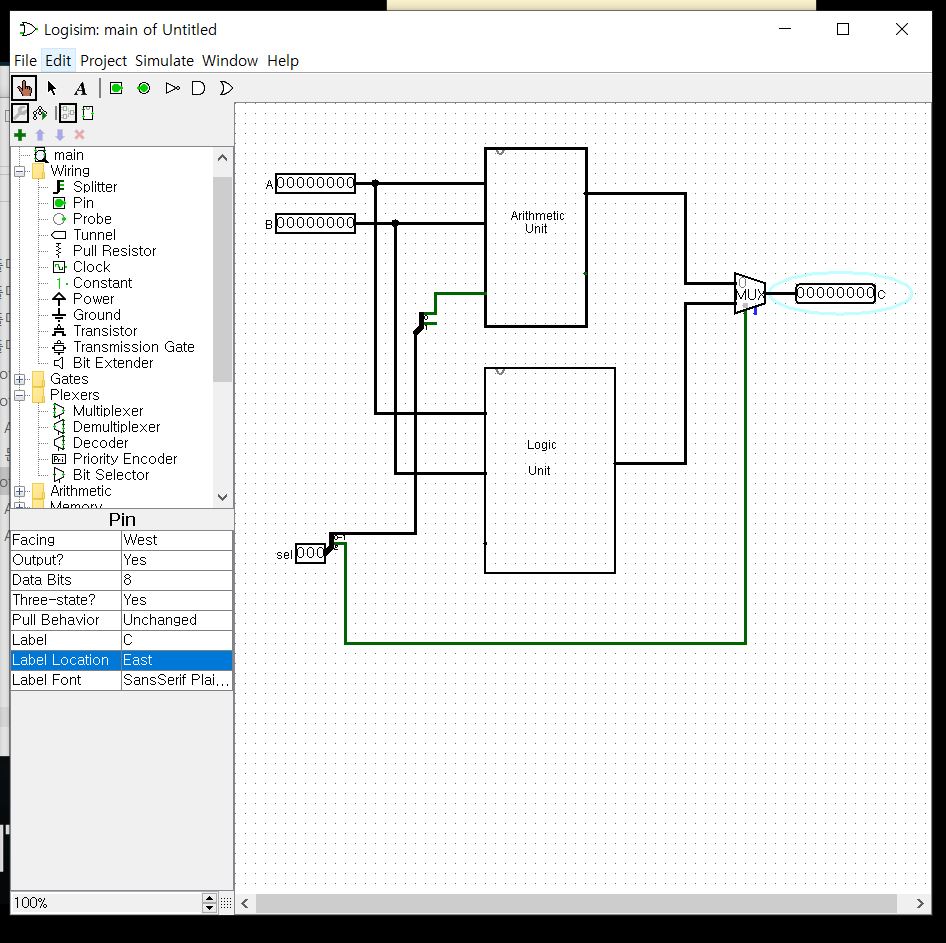 Logisim: main of Untitled
File Edit Project Simulate Window Help
A
main
Wiring
Splitter
Pin
Probe
Tunnel
Pull Resistor
Clock
Constant
Power
Ground
Transistor
Transmission Gate
Bit Extender
Gates
Plexers
Multiplexer
Demultiplexer
Decoder
Pri Priority Encoder
Bit Selector
Arithmetic
Memory
Pin
Facing West
Output? Yes
Data Bits 8
Three-state? Yes
Pull Behavior Unchanged
Label C
Label Location East
Label Font SansSerif Plai...
100%
A 00000000
B 00000000
Arithmetic
Unit
0
MUX
00000000 C
Logic
Unit
sel 000